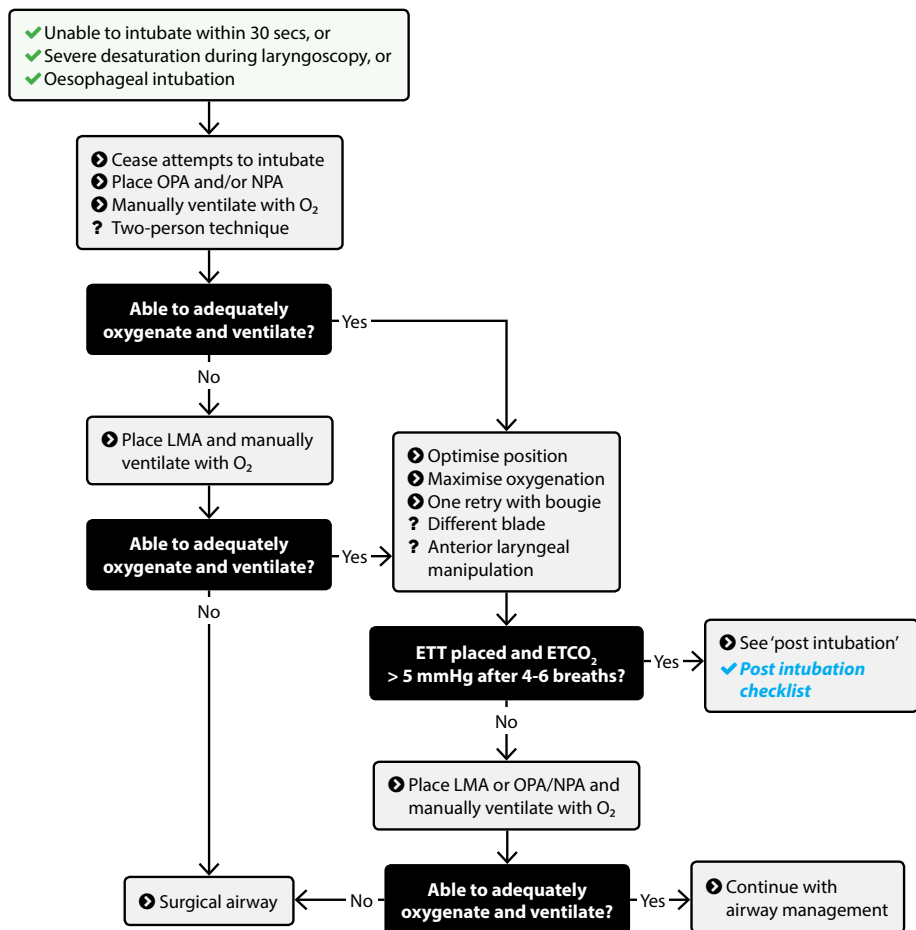 Unable to intubate within 30 secs, or
Severe desaturation during laryngoscopy, or
Oesophageal intubation
Cease attempts to intubate
Place OPA and/or NPA
Manually ventilate with O₂
? Two-person technique
Able to adequately
oxygenate and ventilate?
Yes
No
Place LMA and manually
ventilate with O₂
Optimise position
Maximise oxygenation
One retry with bougie
? Different blade
? Anterior laryngeal
manipulation
Able to adequately
oxygenate and ventilate?
Yes
No
ETT placed and ETCO₂
> 5 mmHg after 4-6 breaths?
Yes
See ‘post intubation’
Post intubation
checklist
No
Place LMA or OPA/NPA and
manually ventilate with O₂
Surgical airway
No
Able to adequately
oxygenate and ventilate?
Yes
Continue with
airway management